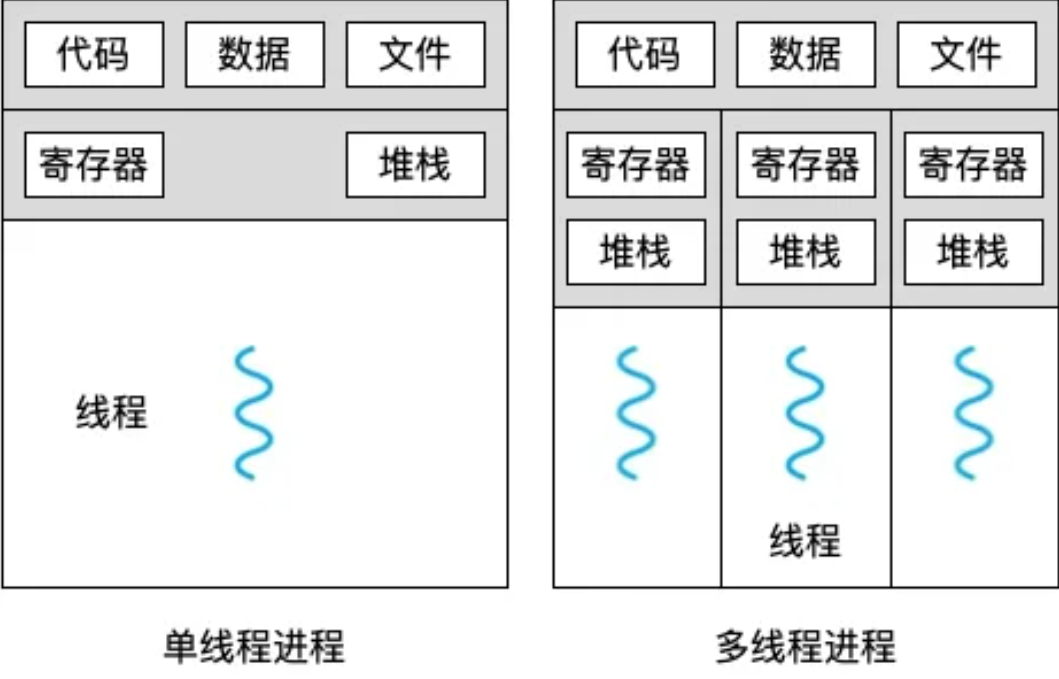 代码 数据 文件 代码 数据 文件
寄存器 堆栈 寄存器 寄存器 寄存器
堆栈 堆栈 堆栈
线程
线程
单线程进程 多线程进程